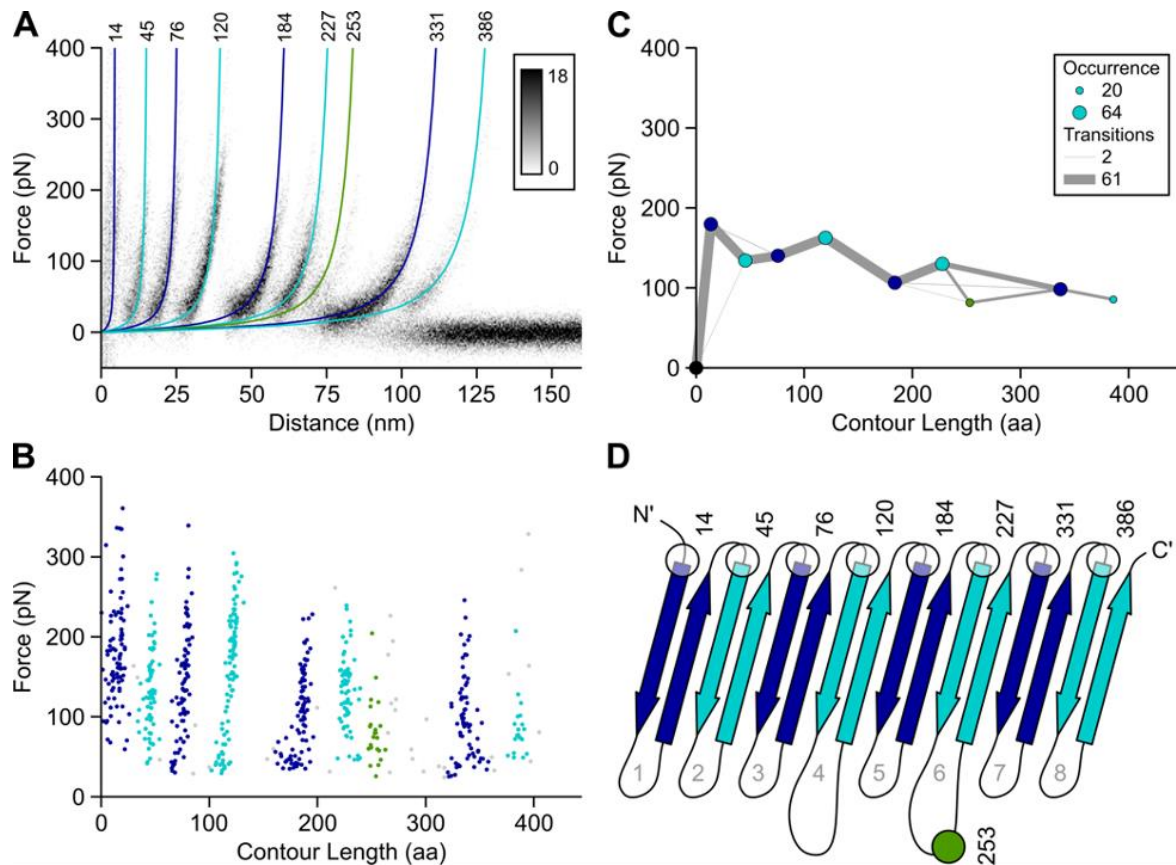 A
14 45 76 120 184 227 253 331 386
400
300
200
100
0
Force (pN)
18
0
0 25 50 75 100 125 150
Distance (nm)
C
400
300
200
100
0
Force (pN)
Occurrence
20
64
Transitions
2
61
0 100 200 300 400
Contour Length (aa)
B
400
300
200
100
0
Force (pN)
0 100 200 300 400
Contour Length (aa)
D
N' 14 45 76 120 184 227 331 386 C'
1 2 3 4 5 6 7 8
253